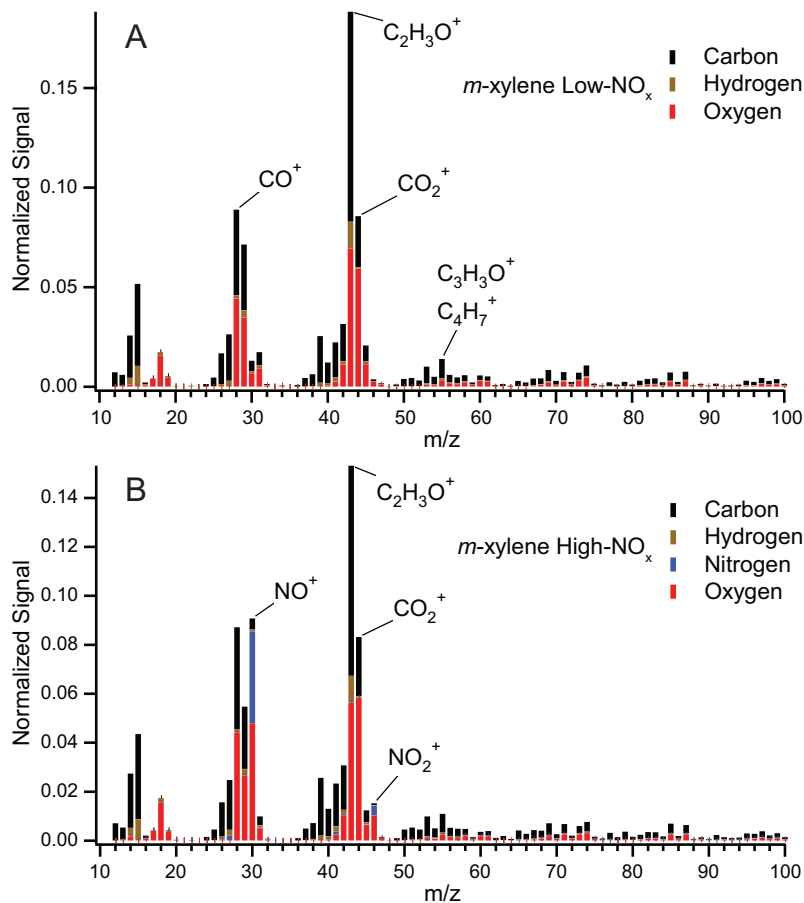 A
C₂H₃O⁺
m-xylene Low-NOₓ
Carbon
Hydrogen
Oxygen
CO⁺
CO₂⁺
C₃H₃O⁺
C₄H₇⁺
Normalized Signal
0.15
0.10
0.05
0.00
10 20 30 40 50 60 70 80 90 100
m/z
B
C₂H₃O⁺
m-xylene High-NOₓ
Carbon
Hydrogen
Nitrogen
Oxygen
NO⁺
CO₂⁺
NO₂⁺
Normalized Signal
0.14
0.12
0.10
0.08
0.06
0.04
0.02
0.00
10 20 30 40 50 60 70 80 90 100
m/z